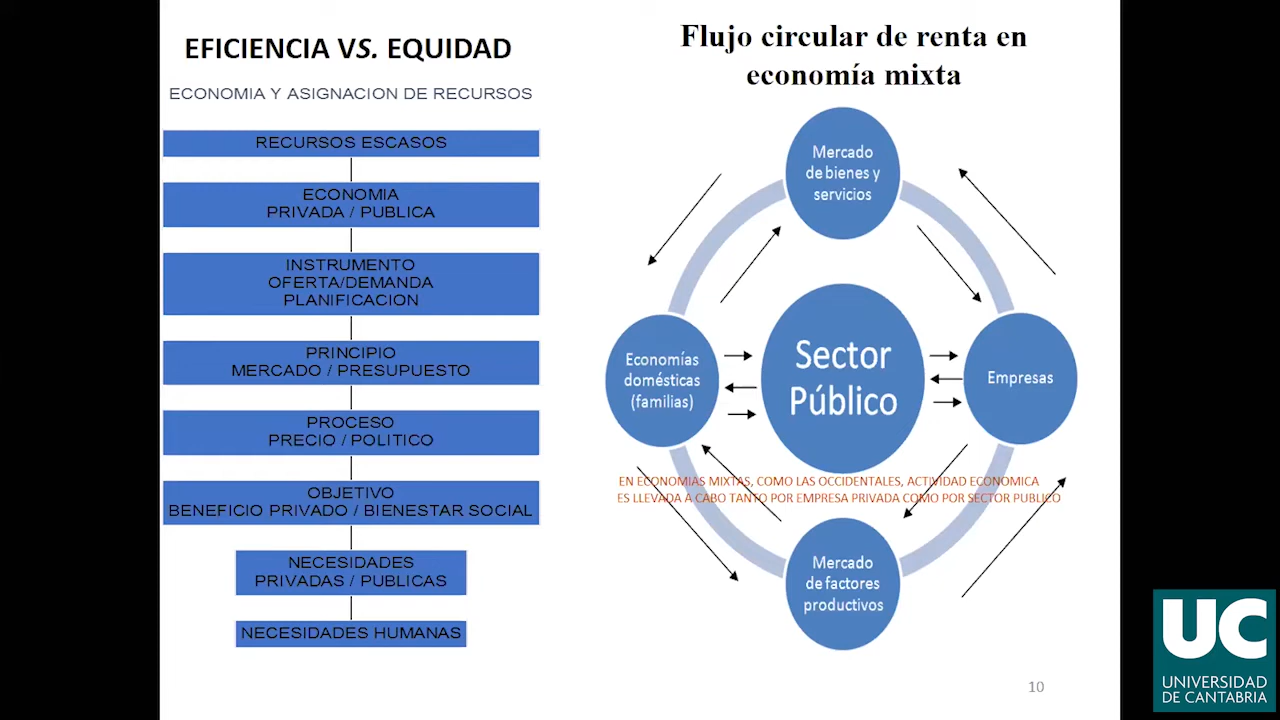 EFICIENCIA VS. EQUIDAD
ECONOMIA Y ASIGNACION DE RECURSOS
RECURSOS ESCASOS
ECONOMIA
PRIVADA / PUBLICA
INSTRUMENTO
OFERTA/DEMANDA
PLANIFICACION
PRINCIPIO
MERCADO / PRESUPUESTO
PROCESO
PRECIO / POLITICO
OBJETIVO
BENEFICIO PRIVADO / BIENESTAR SOCIAL
NECESIDADES
PRIVADAS / PUBLICAS
NECESIDADES HUMANAS
Flujo circular de renta en
economía mixta
Mercado
de bienes y
servicios
Economías
domésticas
(familias)
Sector
Público
Empresas
EN ECONOMIAS MIXTAS, COMO LAS OCCIDENTALES, ACTIVIDAD ECONOMICA
ES LLEVADA A CABO TANTO POR EMPRESA PRIVADA COMO POR SECTOR PUBLICO
Mercado
de factores
productivos
10
UC
UNIVERSIDAD
DE CANTABRIA